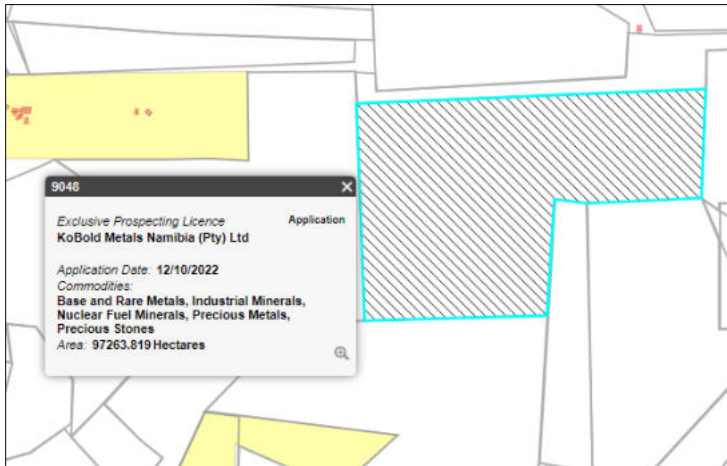 9048
Exclusive Prospecting Licence Application
KoBold Metals Namibia (Pty) Ltd
Application Date: 12/10/2022
Commodities:
Base and Rare Metals, Industrial Minerals,
Nuclear Fuel Minerals, Precious Metals,
Precious Stones
Area: 97263.819 Hectares